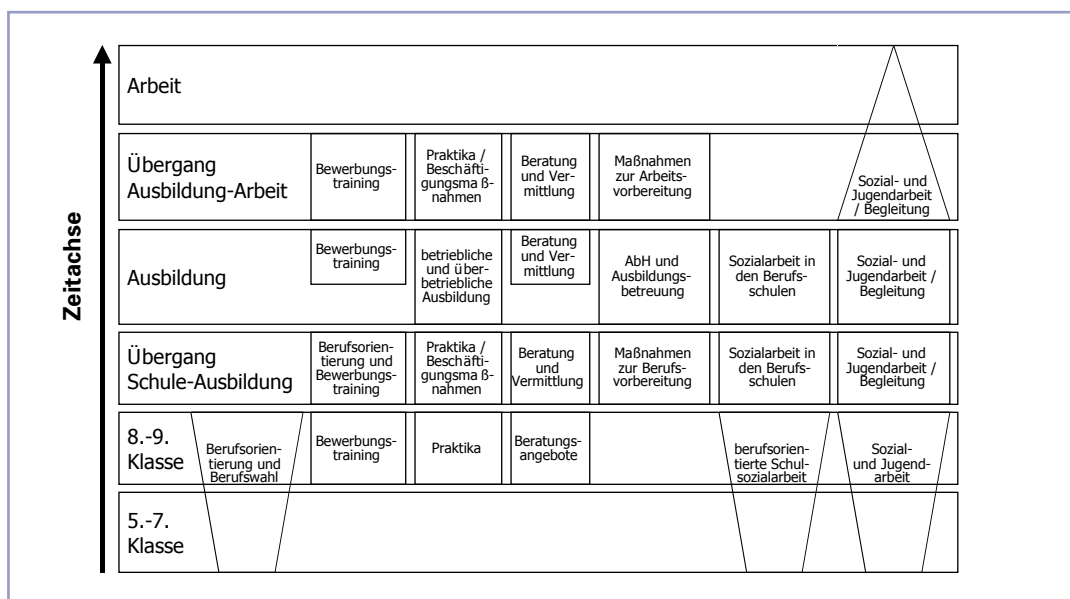 Zeitachse
Arbeit
Übergang
Ausbildung-Arbeit
Bewerbungs-
training
Praktika /
Beschäfti-
gungsma ß-
nahmen
Beratung
und Ver-
mittlung
Maßnahmen
zur Arbeits-
vorbereitung
Sozial- und
Jugendarbeit
/ Begleitung
Ausbildung
Bewerbungs-
training
betriebliche
und über-
betriebliche
Ausbildung
Beratung
und Ver-
mittlung
AbH und
Ausbildungs-
betreuung
Sozialarbeit in
den Berufs-
schulen
Sozial- und
Jugendarbeit /
Begleitung
Übergang
Schule-Ausbildung
Berufsorien-
tierung und
Bewerbungs-
training
Praktika /
Beschäfti-
gungsma ß-
nahmen
Beratung
und
Vermittlung
Maßnahmen
zur Berufs-
vorbereitung
Sozialarbeit in
den Berufs-
schulen
Sozial- und
Jugendarbeit /
Begleitung
8.-9.
Klasse
Berufsorien-
tierung und
Berufswahl
Bewerbungs-
training
Praktika
Beratungs-
angebote
berufsorien-
tierte Schul-
sozialarbeit
Sozial-
und Jugend-
arbeit
5.-7.
Klasse